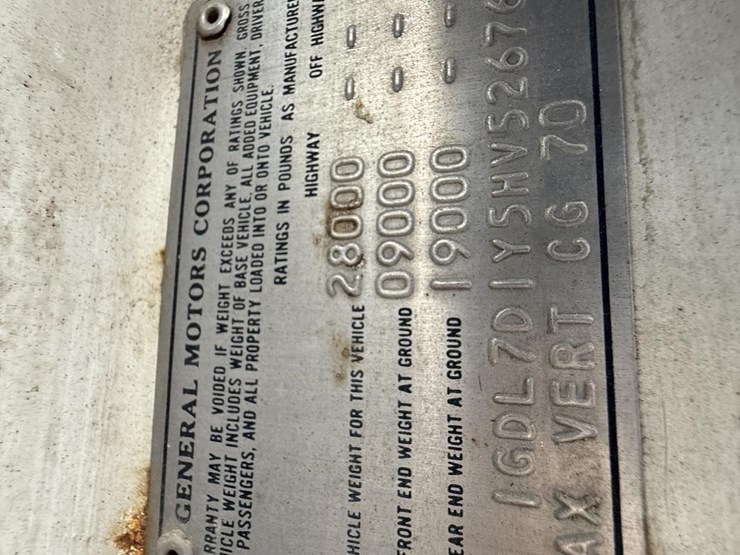 GENERAL MOTORS CORPORATION
RRANTY MAY BE VOIDED IF WEIGHT EXCEEDS ANY OF RATINGS SHOWN. GROSS
ICLE WEIGHT INCLUDES WEIGHT OF BASE VEHICLE, ALL ADDED EQUIPMENT, DRIVER
PASSENGERS, AND ALL PROPERTY LOADED INTO OR ONTO VEHICLE.
RATINGS IN POUNDS AS MANUFACTURE
HIGHWAY OFF HIGHW
HICLE WEIGHT FOR THIS VEHICLE 28000 - -
FRONT END WEIGHT AT GROUND 09000 - -
EAR END WEIGHT AT GROUND 19000 - -
1GDL7D1Y5HV52676
AX VERT CG 70